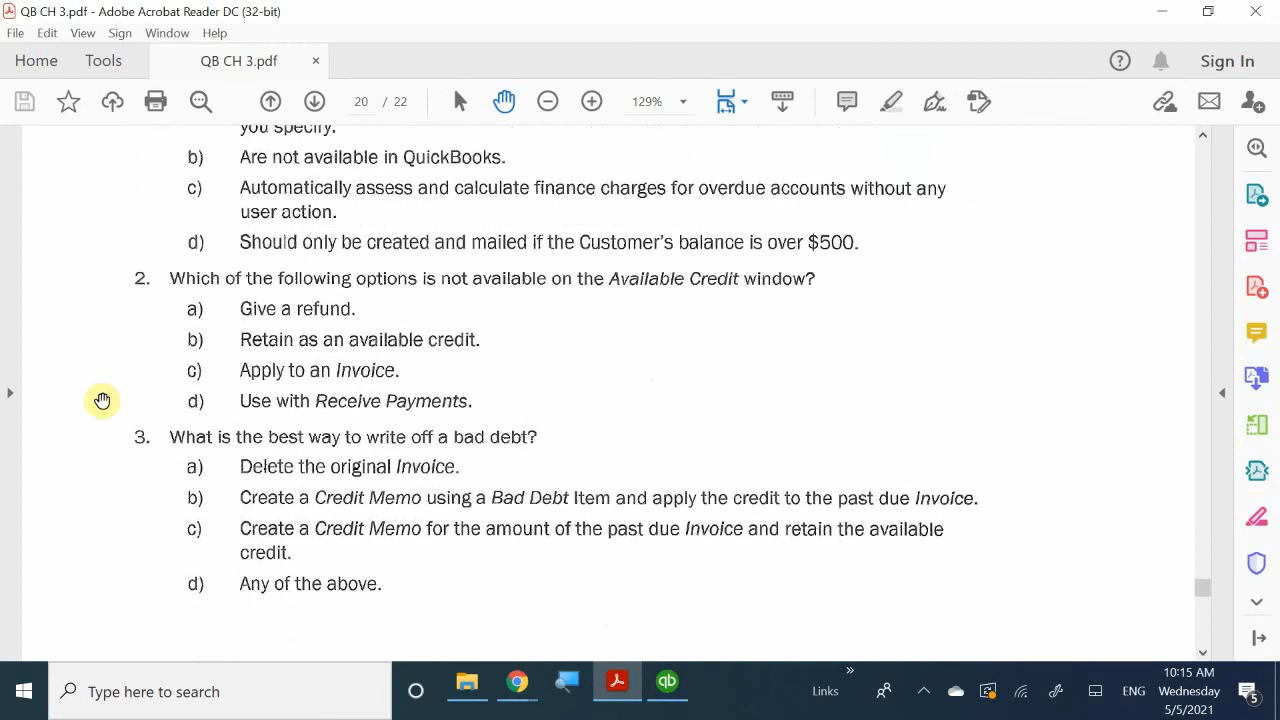 QB CH 3.pdf - Adobe Acrobat Reader DC (32-bit)
File Edit View Sign Window Help
Home Tools QB CH 3.pdf × Sign In
20 / 22 129%
you specify.
b) Are not available in QuickBooks.
c) Automatically assess and calculate finance charges for overdue accounts without any
user action.
d) Should only be created and mailed if the Customer's balance is over $500.
2. Which of the following options is not available on the Available Credit window?
a) Give a refund.
b) Retain as an available credit.
c) Apply to an Invoice.
d) Use with Receive Payments.
3. What is the best way to write off a bad debt?
a) Delete the original Invoice.
b) Create a Credit Memo using a Bad Debt Item and apply the credit to the past due Invoice.
c) Create a Credit Memo for the amount of the past due Invoice and retain the available
credit.
d) Any of the above.
Type here to search
qb
Links
ENG
10:15 AM
Wednesday
5/5/2021
5